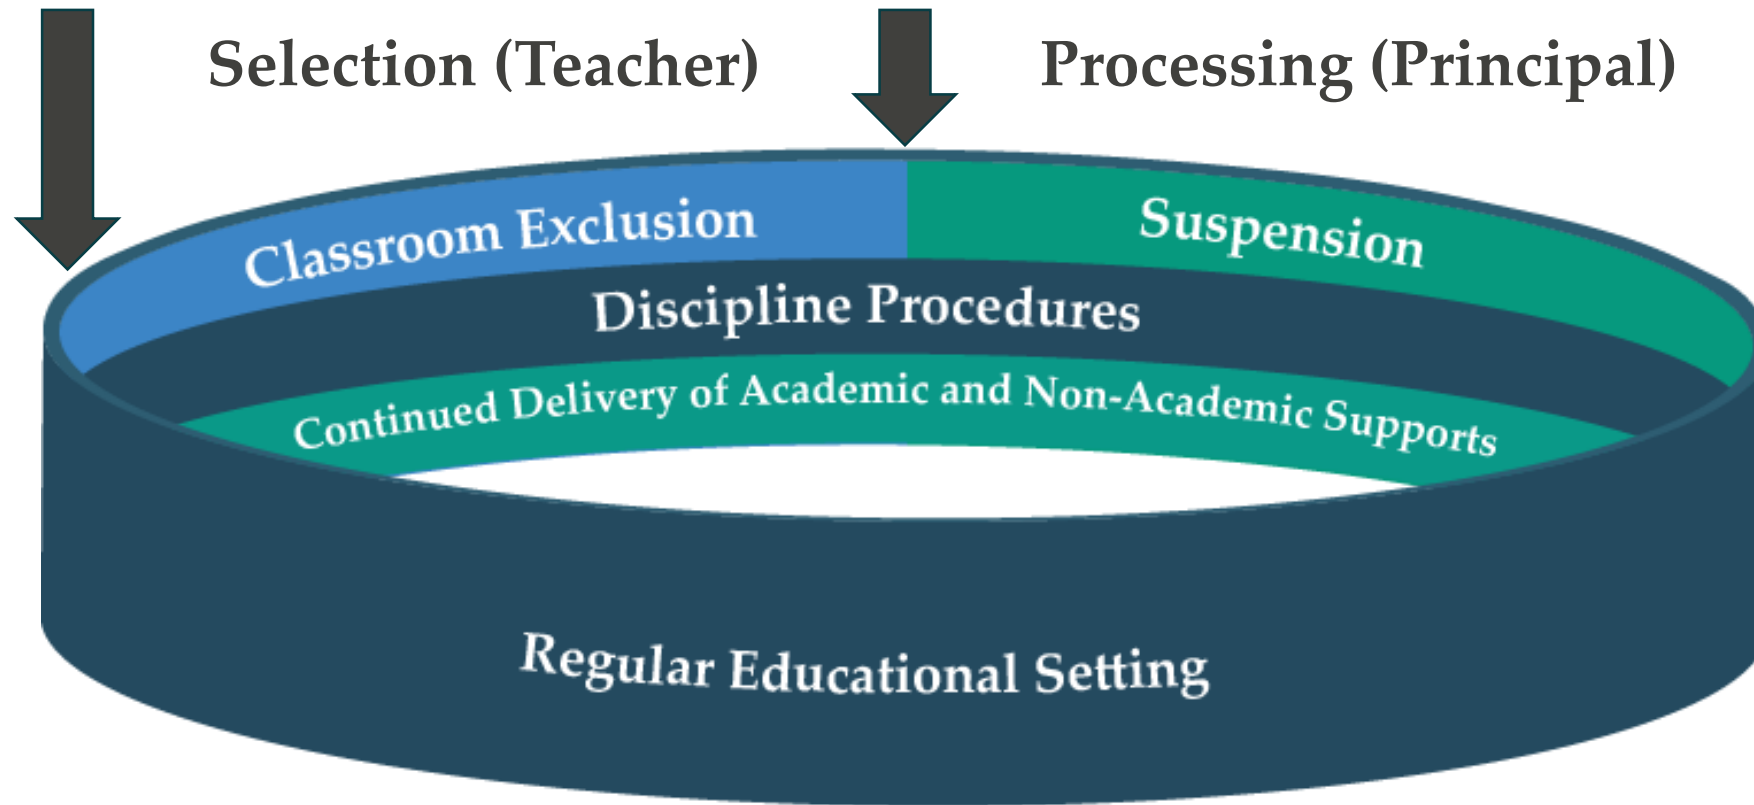 Selection (Teacher)
Processing (Principal)
Classroom Exclusion
Suspension
Discipline Procedures
Continued Delivery of Academic and Non-Academic Supports
Regular Educational Setting